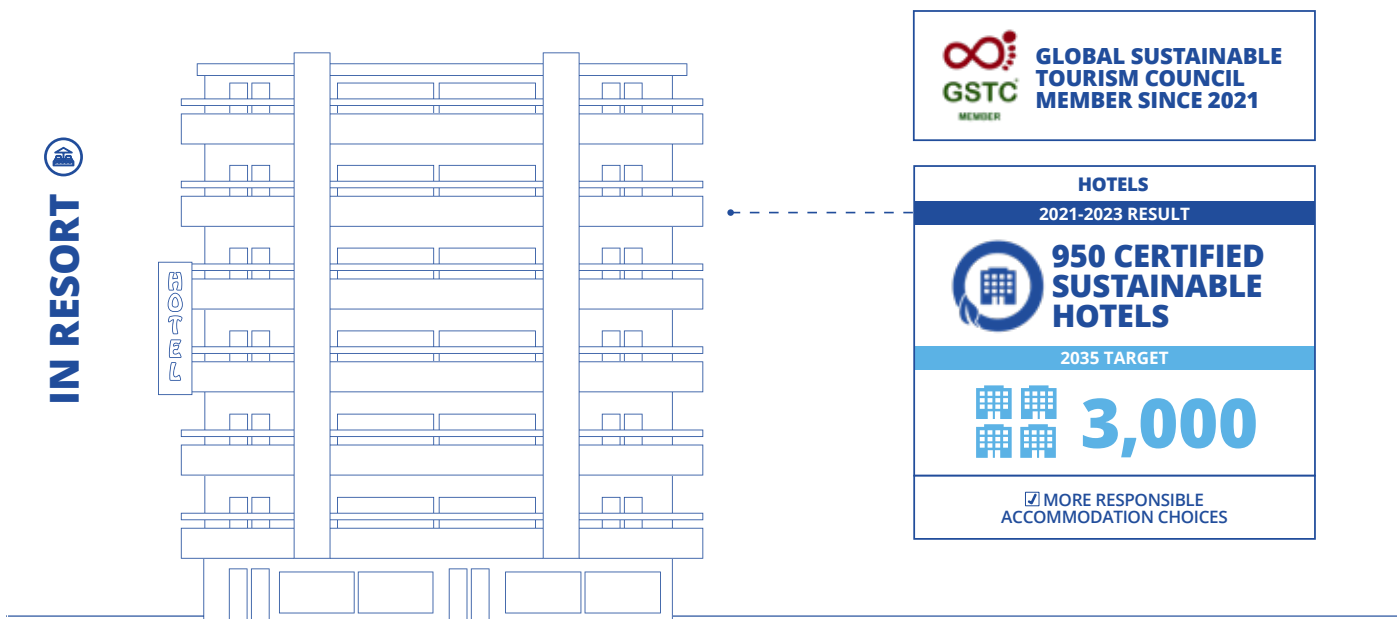 IN RESORT
HOTEL
GSTC
MEMBER
GLOBAL SUSTAINABLE
TOURISM COUNCIL
MEMBER SINCE 2021
HOTELS
2021-2023 RESULT
950 CERTIFIED
SUSTAINABLE
HOTELS
2035 TARGET
3,000
MORE RESPONSIBLE
ACCOMMODATION CHOICES